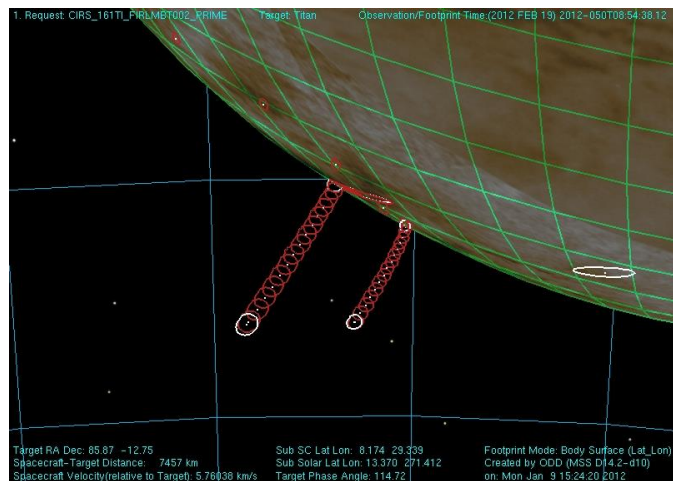 1. Request: CIRS_161TI_FIRLMBT002_PRIME Target: Titan Observation/Footprint Time:(2012 FEB 19) 2012-050T08:54:38.12
Target RA Dec: 85.87 -12.75 Sub SC Lat Lon: 8.174 29.339 Footprint Mode: Body Surface (Lat_Lon)
Spacecraft-Target Distance: 7457 km Sub Solar Lat Lon: 13.370 271.412 Created by ODD (MSS D14.2-d10)
Spacecraft Velocity(relative to Target): 5.76038 km/s Target Phase Angle: 114.72 on: Mon Jan 9 15:24:20 2012